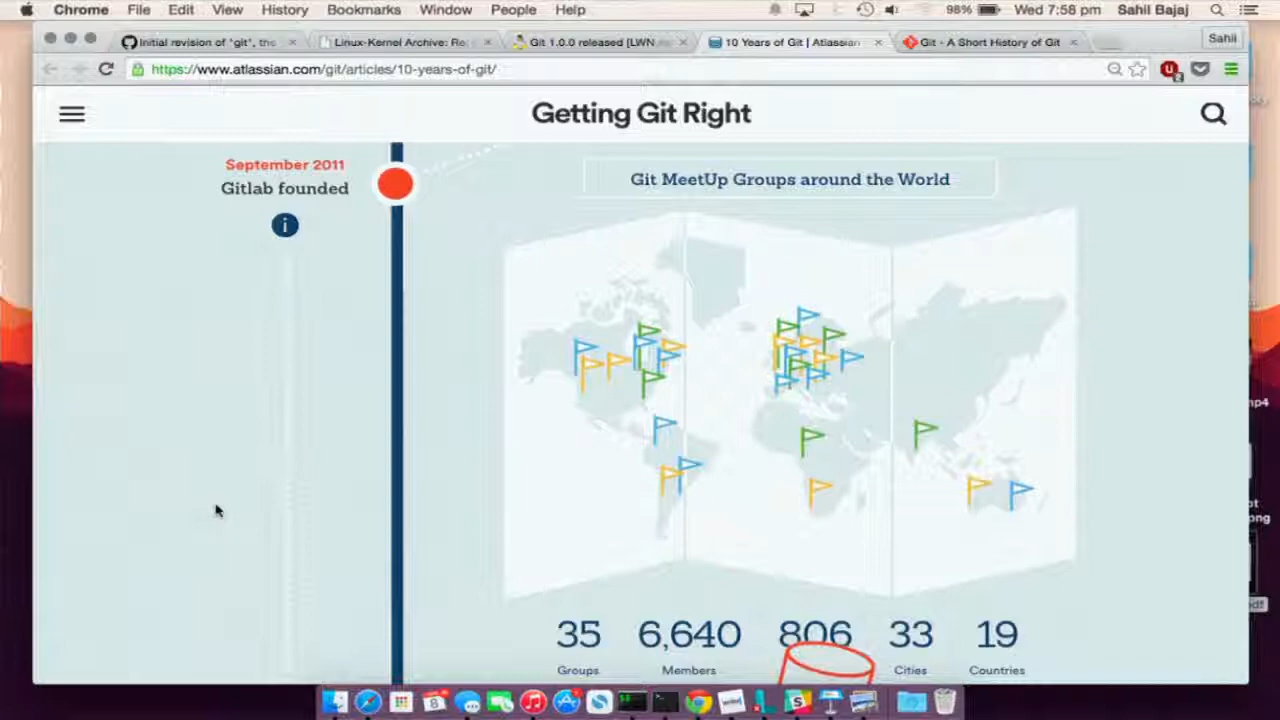 Chrome File Edit View History Bookmarks Window People Help 98% Wed 7:58 pm Sahil Bajaj
Initial revision of "git", the Linux-Kernel Archive: Re: Git 1.0.0 released [LWN 10 Years of Git | Atlassian Git - A Short History of Git Sahil
https://www.atlassian.com/git/articles/10-years-of-git/
Getting Git Right
September 2011
Gitlab founded
i
Git MeetUp Groups around the World
35 6,640 806 33 19
Groups Members Cities Countries
mp4
png